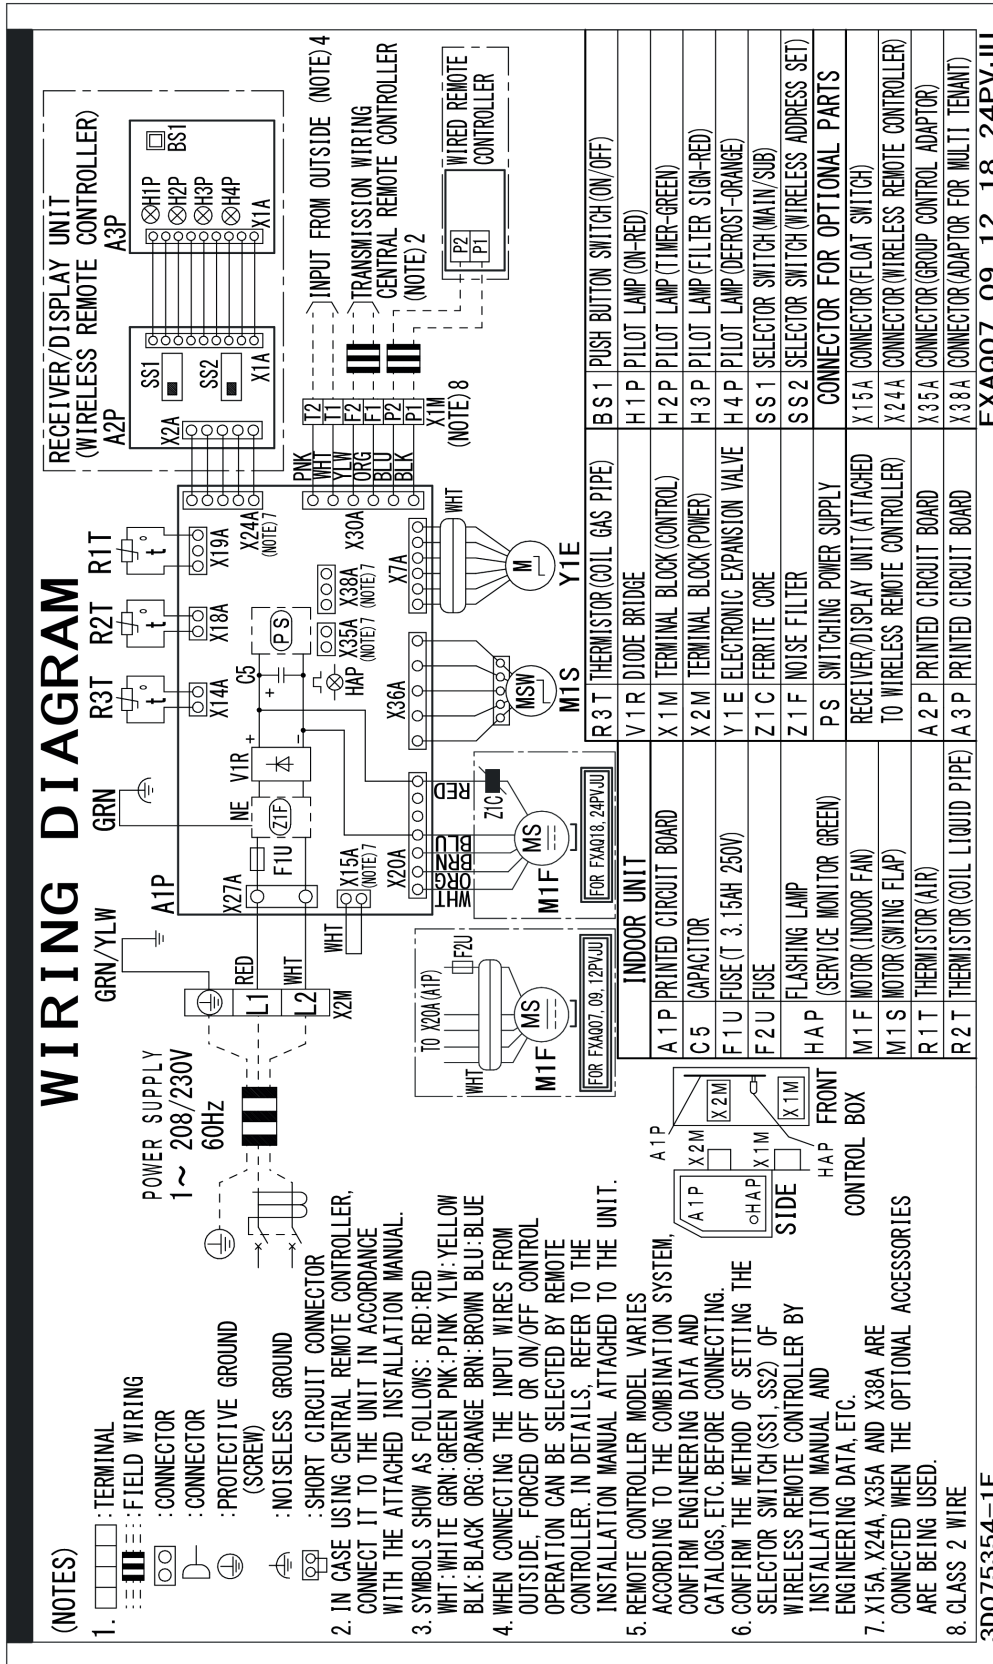 WIRING DIAGRAM
POWER SUPPLY
1～ 208/230V
60Hz
GRN/YLW
GRN
L1
L2
X2M
RED
WHT
A1P
X27A
F1U
NE
Z1F
V1R
+
-
C5
+
PS
HAP
X15A
(NOTE)7
WHT
X35A
(NOTE)7
X38A
(NOTE)7
R3T
t°
X14A
R2T
t°
X18A
R1T
t°
X19A
X24A
(NOTE)7
X30A
X20A
X36A
X7A
WHT
ORG
BRN
BLU
RED
Z1C
MS
M1F
FOR FXAQ18, 24PVJU
TO X20A(A1P)
F2U
WHT
MS
M1F
FOR FXAQ07, 09, 12PVJU
MSW
M1S
WHT
M
Y1E
RECEIVER/DISPLAY UNIT
(WIRELESS REMOTE CONTROLLER)
A2P
A3P
X2A
SS1
SS2
X1A
X1A
H1P
H2P
H3P
H4P
BS1
PNK
WHT
YLW
ORG
BLU
BLK
T2
T1
F2
F1
P2
P1
X1M
(NOTE)8
INPUT FROM OUTSIDE (NOTE)4
TRANSMISSION WIRING
CENTRAL REMOTE CONTROLLER
(NOTE)2
P2
P1
WIRED REMOTE
CONTROLLER
(NOTES)
1. :TERMINAL
:FIELD WIRING
:CONNECTOR
:CONNECTOR
:PROTECTIVE GROUND
(SCREW)
:NOISELESS GROUND
:SHORT CIRCUIT CONNECTOR
2. IN CASE USING CENTRAL REMOTE CONTROLLER,
CONNECT IT TO THE UNIT IN ACCORDANCE
WITH THE ATTACHED INSTALLATION MANUAL.
3. SYMBOLS SHOW AS FOLLOWS: RED:RED
WHT:WHITE GRN:GREEN PNK:PINK YLW:YELLOW
BLK:BLACK ORG:ORANGE BRN:BROWN BLU:BLUE
4. WHEN CONNECTING THE INPUT WIRES FROM
OUTSIDE, FORCED OFF OR ON/OFF CONTROL
OPERATION CAN BE SELECTED BY REMOTE
CONTROLLER. IN DETAILS, REFER TO THE
INSTALLATION MANUAL ATTACHED TO THE UNIT.
5. REMOTE CONTROLLER MODEL VARIES
ACCORDING TO THE COMBINATION SYSTEM,
CONFIRM ENGINEERING DATA AND
CATALOGS, ETC. BEFORE CONNECTING.
6. CONFIRM THE METHOD OF SETTING THE
SELECTOR SWITCH(SS1, SS2) OF
WIRELESS REMOTE CONTROLLER BY
INSTALLATION MANUAL AND
ENGINEERING DATA, ETC.
7. X15A, X24A, X35A AND X38A ARE
CONNECTED WHEN THE OPTIONAL ACCESSORIES
ARE BEING USED.
8. CLASS 2 WIRE
A1P
HAP
SIDE
A1P
X2M
X1M
HAP
X2M
X1M
FRONT
CONTROL BOX
INDOOR UNIT
A1P PRINTED CIRCUIT BOARD
C5 CAPACITOR
F1U FUSE(T 3.15AH 250V)
F2U FUSE
HAP FLASHING LAMP
(SERVICE MONITOR GREEN)
M1F MOTOR(INDOOR FAN)
M1S MOTOR(SWING FLAP)
R1T THERMISTOR(AIR)
R2T THERMISTOR(COIL LIQUID PIPE)
R3T THERMISTOR(COIL GAS PIPE)
V1R DIODE BRIDGE
X1M TERMINAL BLOCK(CONTROL)
X2M TERMINAL BLOCK(POWER)
Y1E ELECTRONIC EXPANSION VALVE
Z1C FERRITE CORE
Z1F NOISE FILTER
PS SWITCHING POWER SUPPLY
RECEIVER/DISPLAY UNIT(ATTACHED
TO WIRELESS REMOTE CONTROLLER)
A2P PRINTED CIRCUIT BOARD
A3P PRINTED CIRCUIT BOARD
BS1 PUSH BUTTON SWITCH(ON/OFF)
H1P PILOT LAMP(ON-RED)
H2P PILOT LAMP(TIMER-GREEN)
H3P PILOT LAMP(FILTER SIGN-RED)
H4P PILOT LAMP(DEFROST-ORANGE)
SS1 SELECTOR SWITCH(MAIN/SUB)
SS2 SELECTOR SWITCH(WIRELESS ADDRESS SET)
CONNECTOR FOR OPTIONAL PARTS
X15A CONNECTOR(FLOAT SWITCH)
X24A CONNECTOR(WIRELESS REMOTE CONTROLLER)
X35A CONNECTOR(GROUP CONTROL ADAPTOR)
X38A CONNECTOR(ADAPTOR FOR MULTI TENANT)
3D075354-1F
FXAQ07, 09, 12, 18, 24PVJU